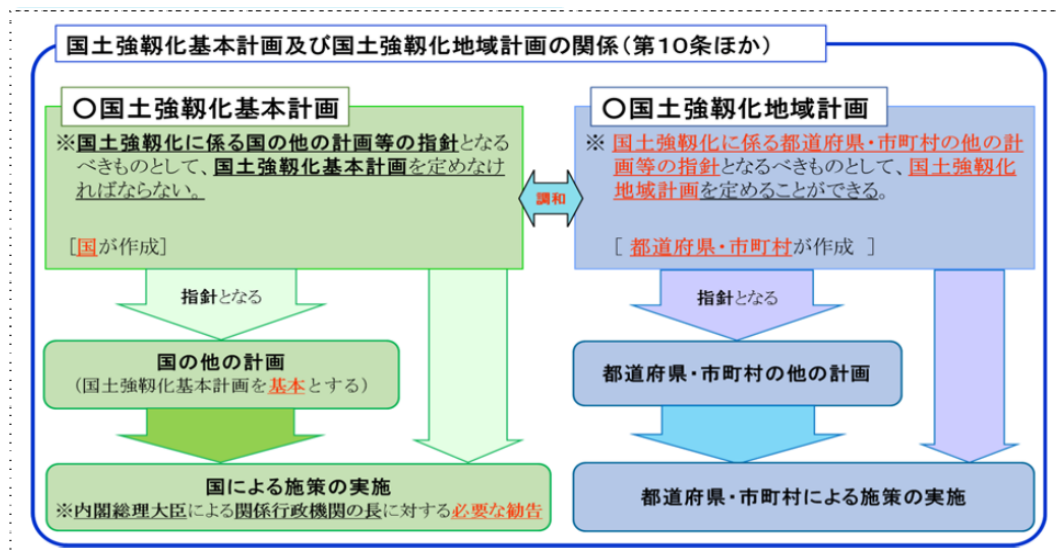 国土強靱化基本計画及び国土強靱化地域計画の関係(第10条ほか)
〇国土強靱化基本計画
※国土強靱化に係る国の他の計画等の指針となる
べきものとして、国土強靱化基本計画を定めなけ
ればならない。
[国が作成]
調和
〇国土強靱化地域計画
※ 国土強靱化に係る都道府県・市町村の他の計
画等の指針となるべきものとして、国土強靱化
地域計画を定めることができる。
[ 都道府県・市町村が作成 ]
指針となる
国の他の計画
(国土強靱化基本計画を基本とする)
国による施策の実施
※内閣総理大臣による関係行政機関の長に対する必要な勧告
指針となる
都道府県・市町村の他の計画
都道府県・市町村による施策の実施